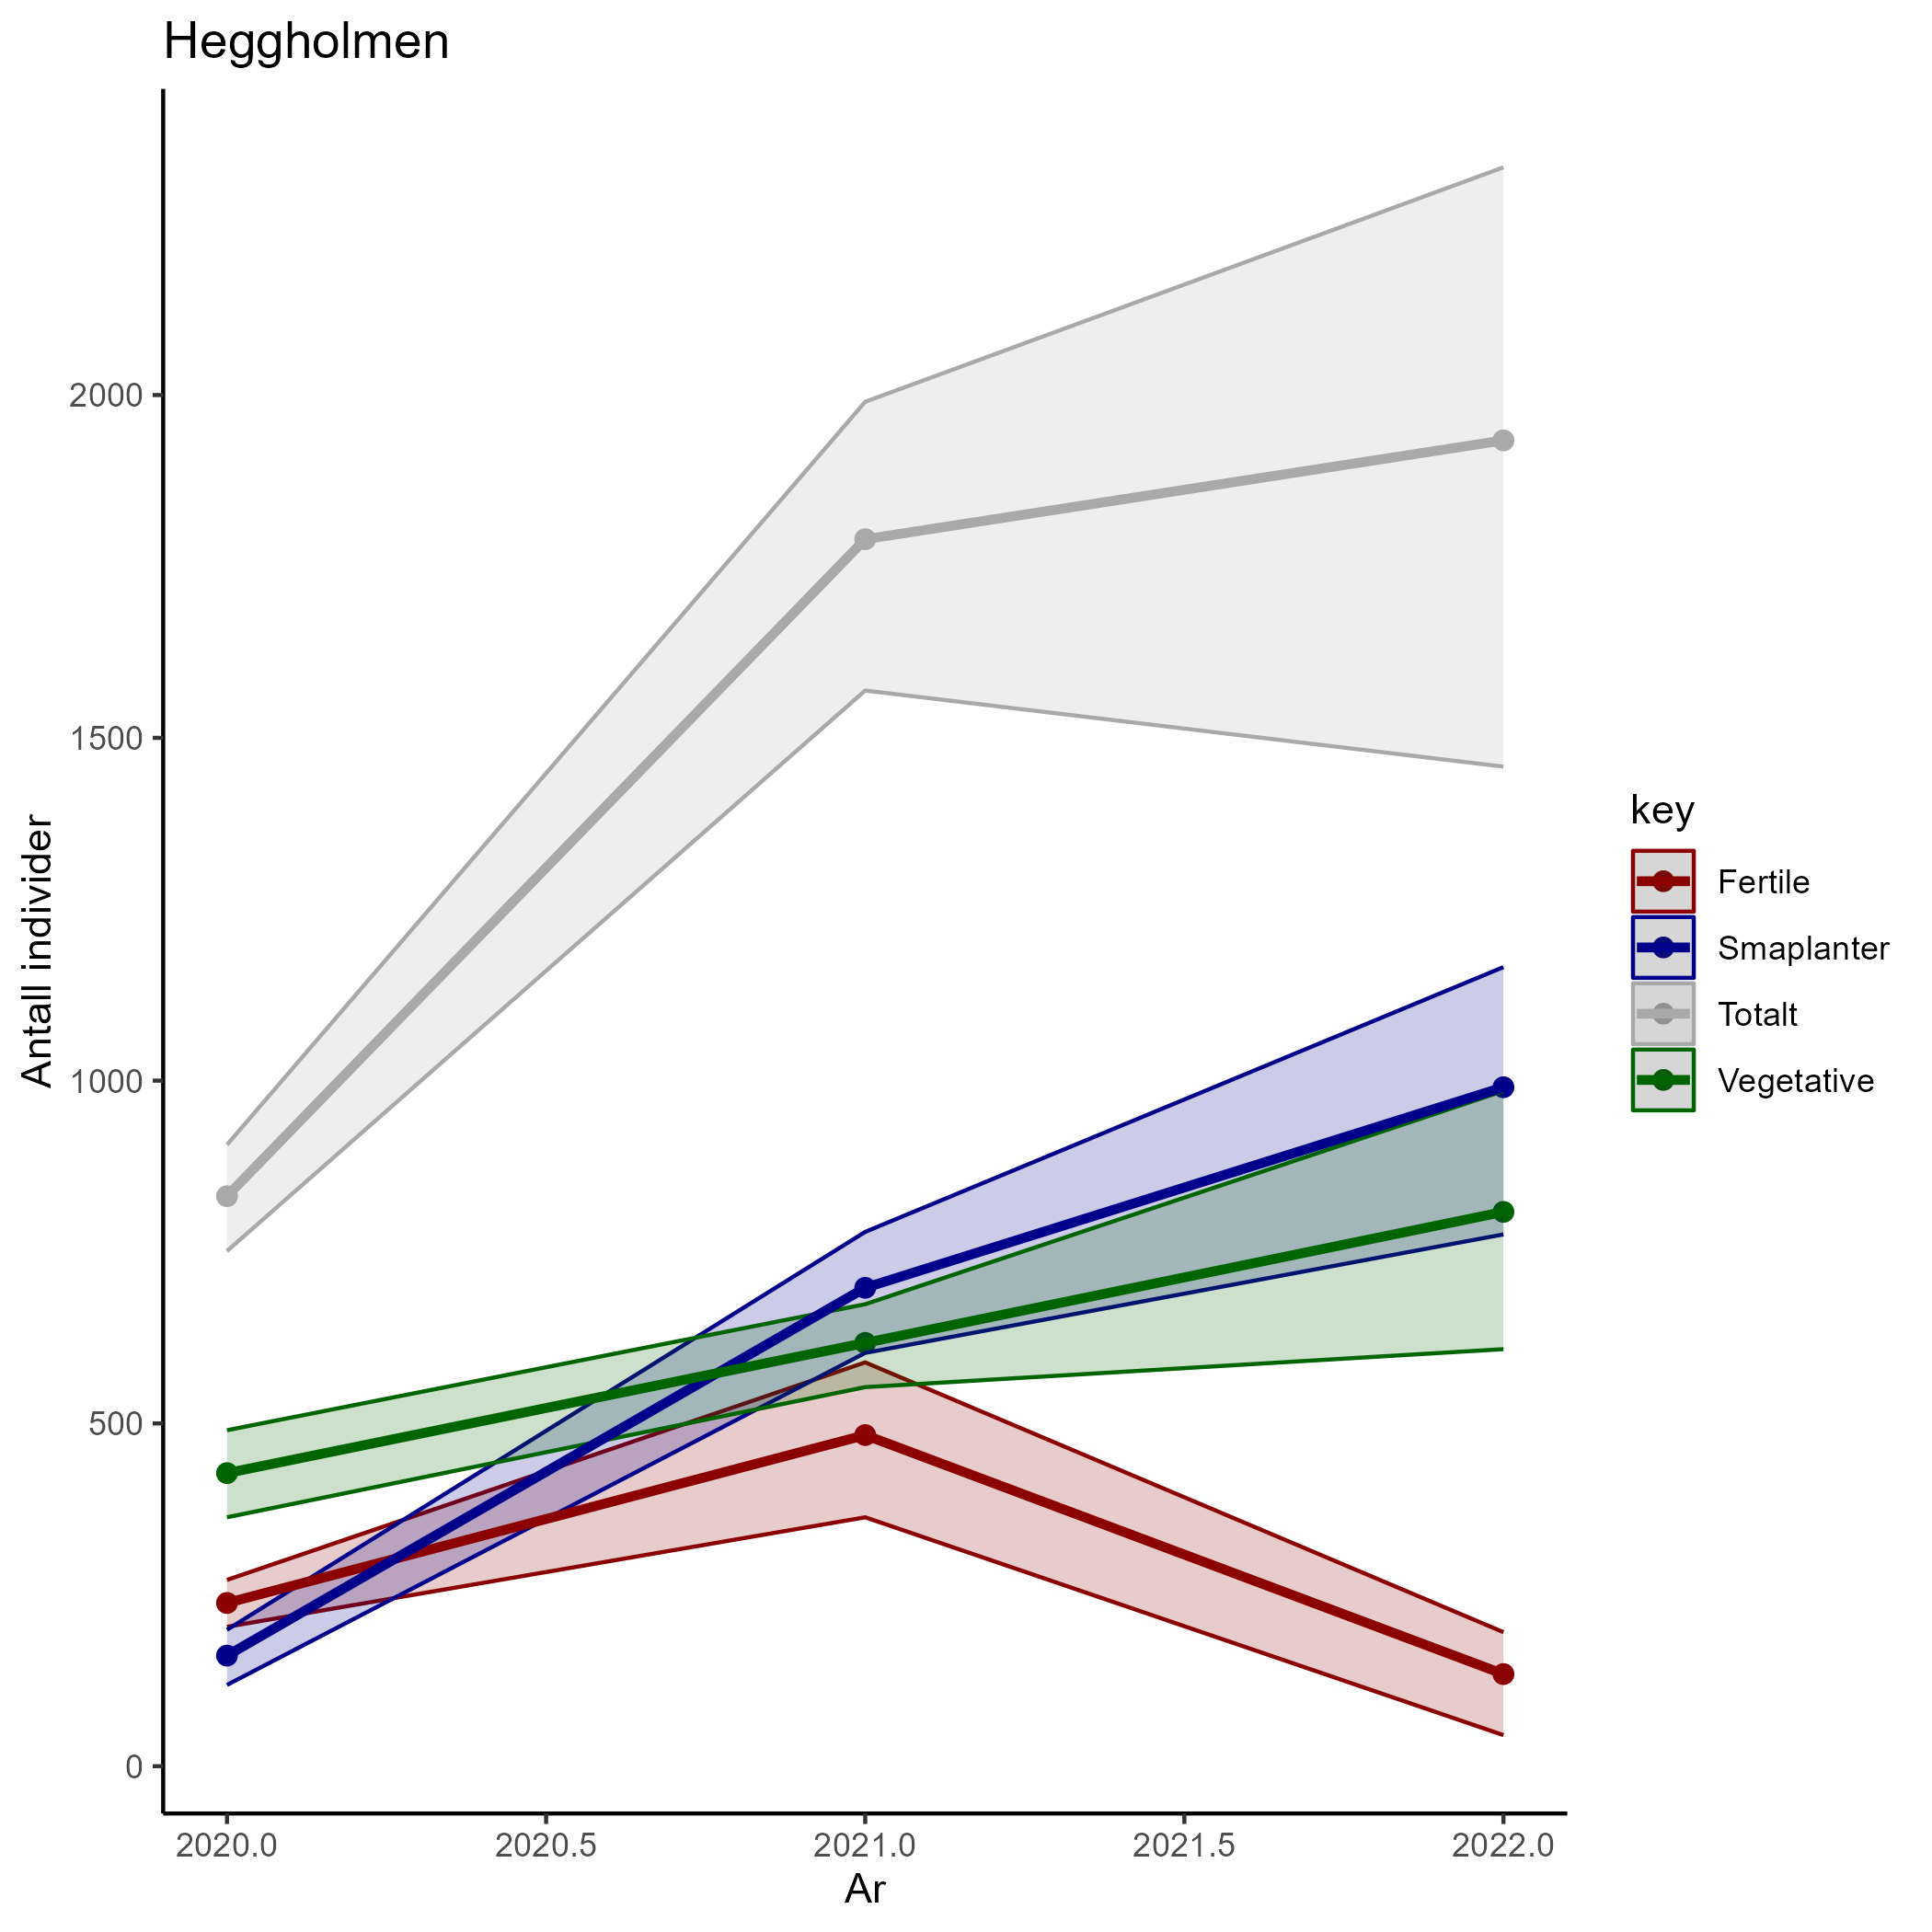 Heggholmen
Antall individer
2000
1500
1000
500
0
2020.0 2020.5 2021.0 2021.5 2022.0
Ar
key
Fertile
Smaplanter
Totalt
Vegetative